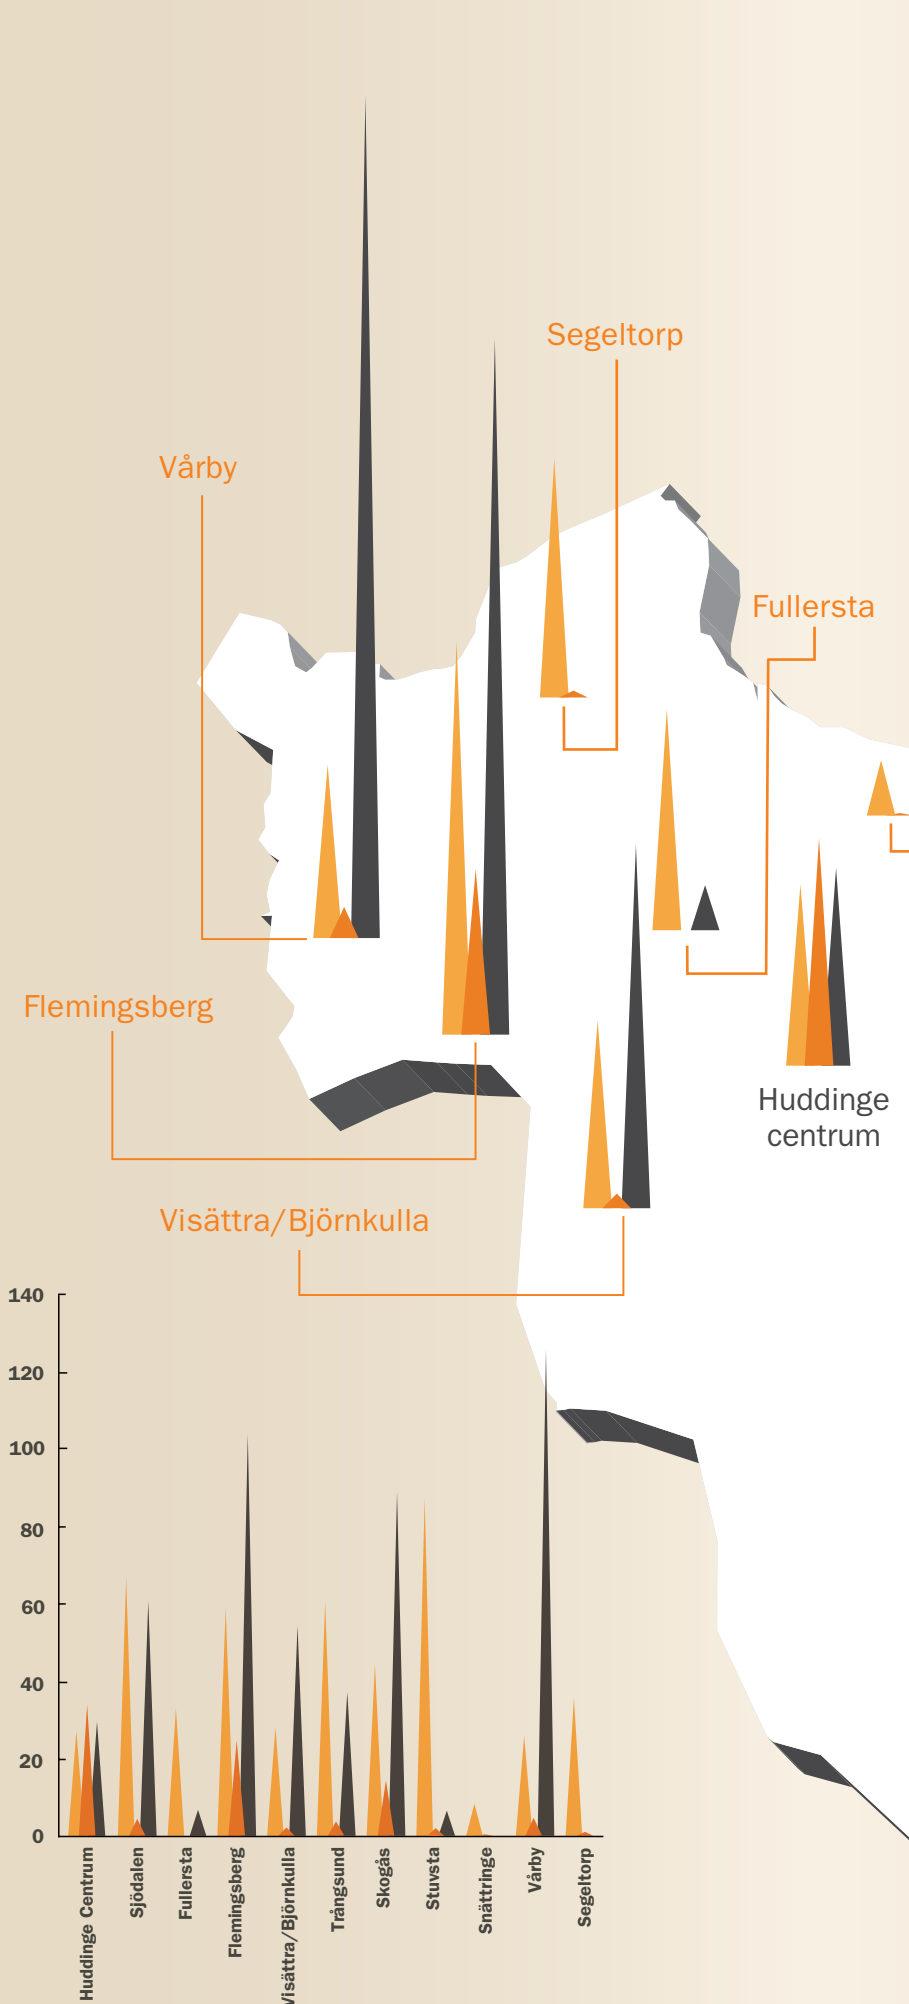 Segeltorp
Vårby
Fullersta
Flemingsberg
Huddinge
centrum
Visättra/Björnkulla
140
120
100
80
60
40
20
0
Huddinge Centrum
Sjödalen
Fullersta
Flemingsberg
Visättra/Björnkulla
Trångsund
Skogås
Stuvsta
Snättringe
Vårby
Segeltorp